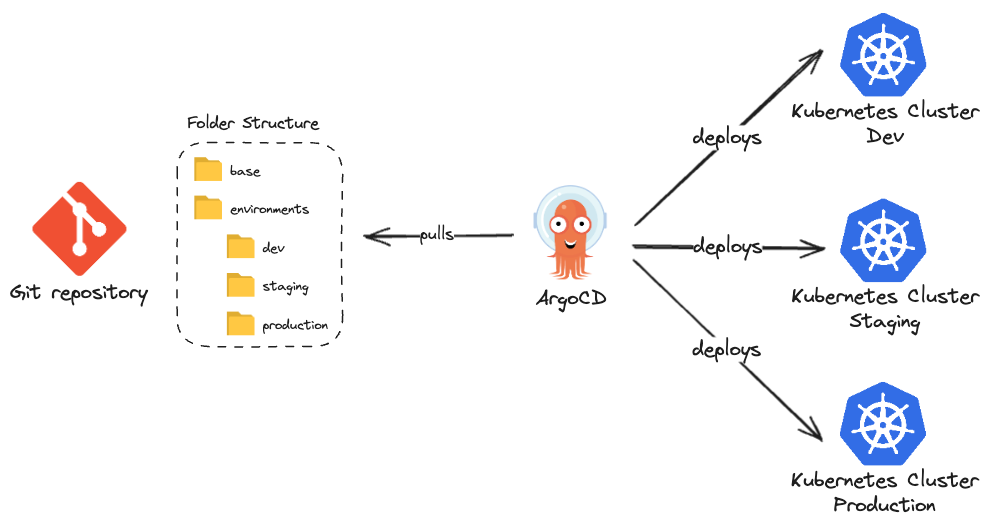 Folder Structure
base
environments
dev
staging
production
Git repository
pulls
ArgoCD
deploys
deploys
deploys
Kubernetes Cluster
Dev
Kubernetes Cluster
Staging
Kubernetes Cluster
Production